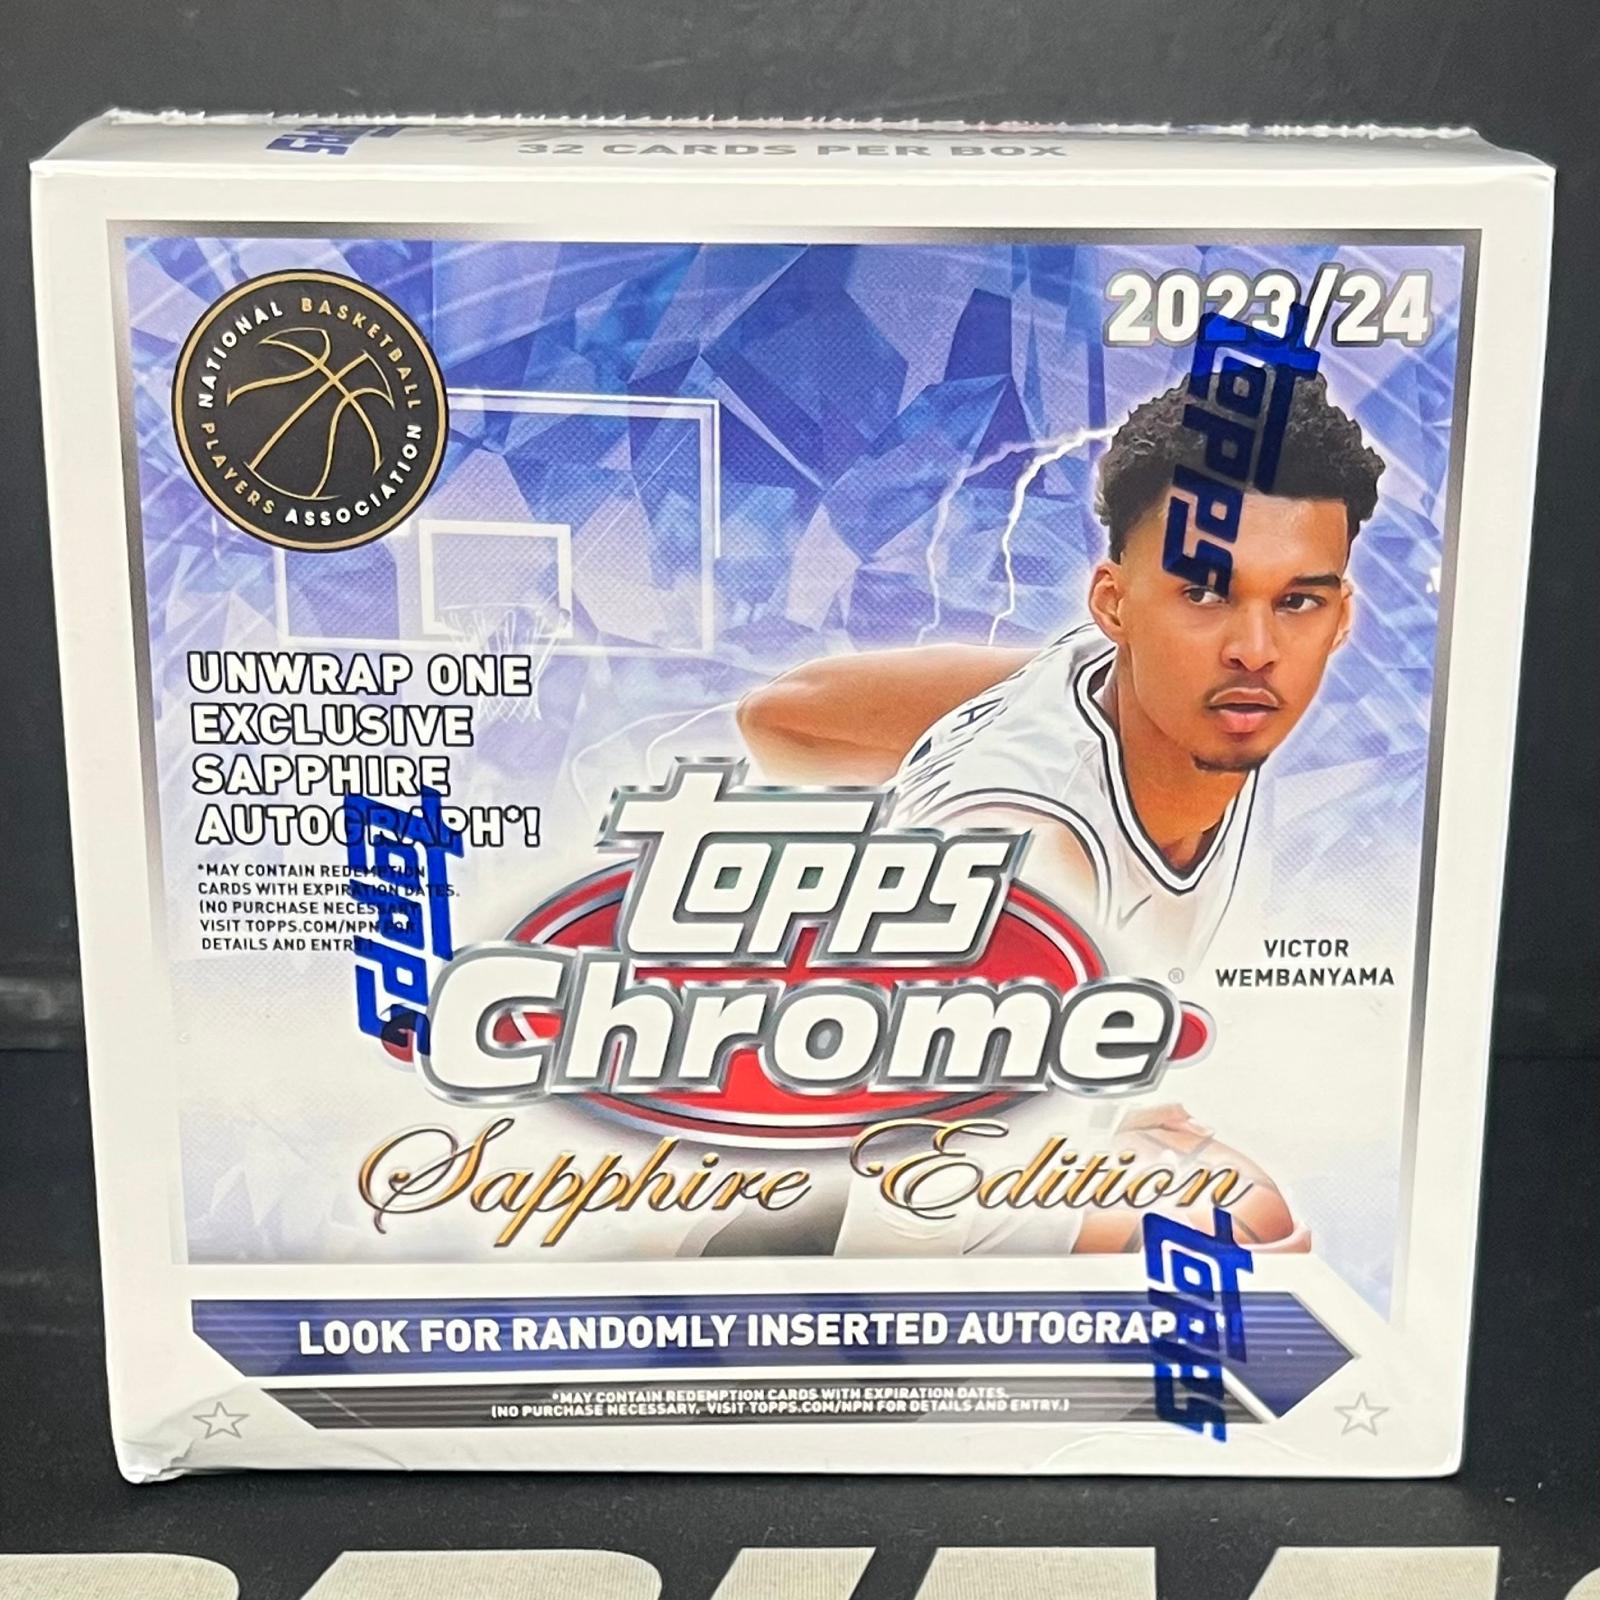 topps
32 CARDS PER BOX
2023/24
NATIONAL BASKETBALL PLAYERS ASSOCIATION
topps
UNWRAP ONE
EXCLUSIVE
SAPPHIRE
AUTOGRAPH*!
*MAY CONTAIN REDEMPTION
CARDS WITH EXPIRATION DATES.
(NO PURCHASE NECESSARY
VISIT TOPPS.COM/NPN FOR
DETAILS AND ENTRY.)
topps
topps
Chrome®
VICTOR
WEMBANYAMA
Sapphire Edition
topps
LOOK FOR RANDOMLY INSERTED AUTOGRAP
*MAY CONTAIN REDEMPTION CARDS WITH EXPIRATION DATES.
(NO PURCHASE NECESSARY. VISIT TOPPS.COM/NPN FOR DETAILS AND ENTRY.)